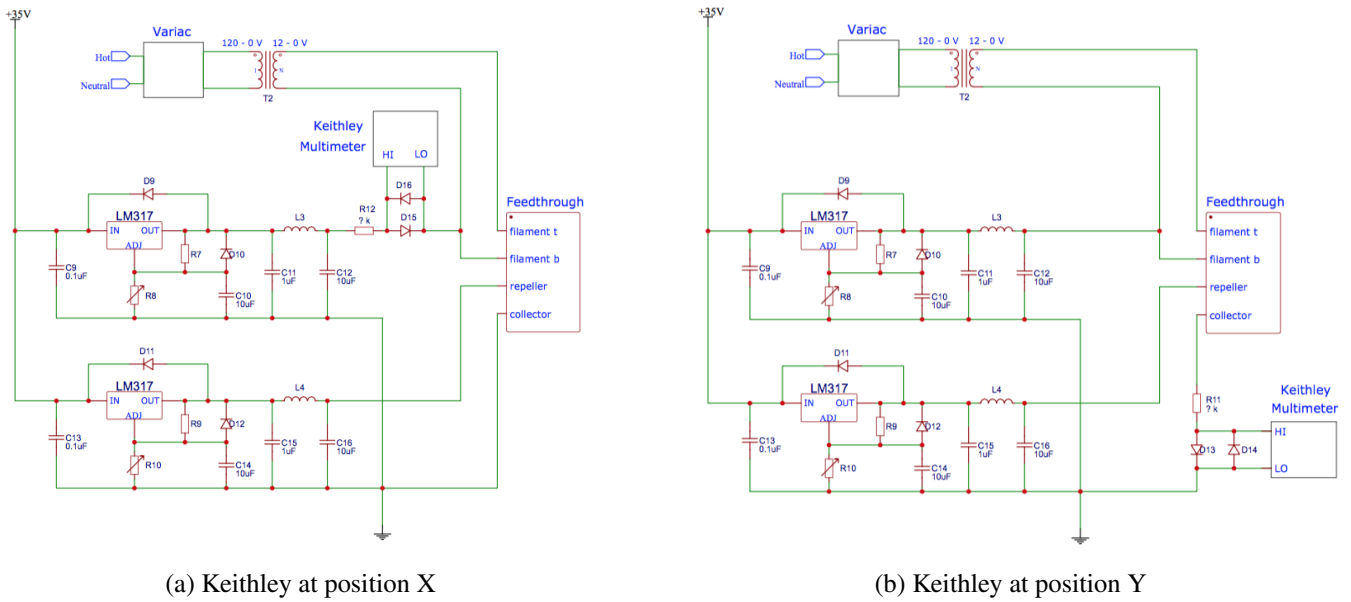 +35V
Variac
120 - 0 V 12 - 0 V
Hot
Neutral
I
N
T2
Keithley
Multimeter
HI LO
D16
R12
? k
D15
D9
LM317
IN OUT
ADJ
L3
R7
D10
C9
0.1uF
R8
C10
10uF
C11
1uF
C12
10uF
Feedthrough
filament t
filament b
repeller
collector
D11
LM317
IN OUT
ADJ
L4
R9
D12
C13
0.1uF
R10
C14
10uF
C15
1uF
C16
10uF
(a) Keithley at position X
+35V
Variac
120 - 0 V 12 - 0 V
Hot
Neutral
I
N
T2
D9
LM317
IN OUT
ADJ
L3
R7
D10
C9
0.1uF
R8
C10
10uF
C11
1uF
C12
10uF
Feedthrough
filament t
filament b
repeller
collector
D11
LM317
IN OUT
ADJ
L4
R9
D12
C13
0.1uF
R10
C14
10uF
C15
1uF
C16
10uF
R11
? k
Keithley
Multimeter
HI
D13
D14
LO
(b) Keithley at position Y